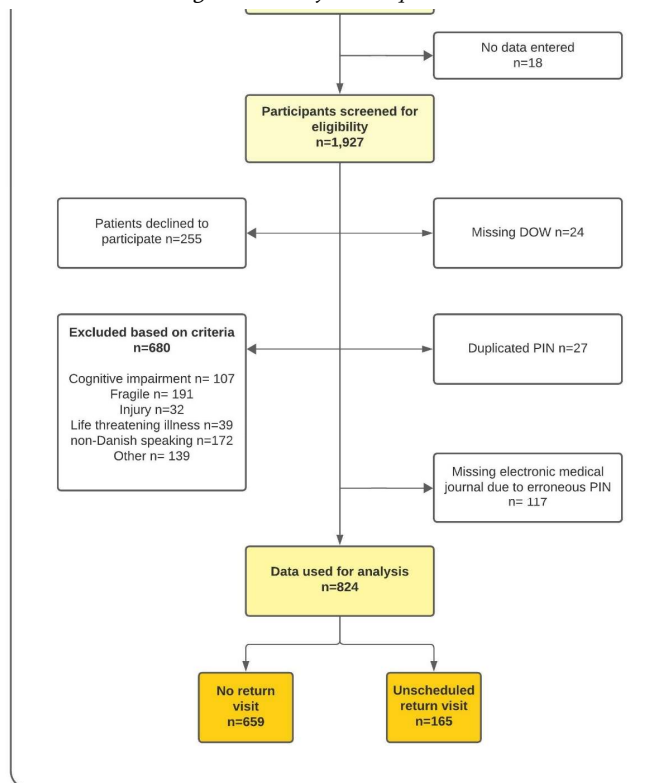 No data entered
n=18
Participants screened for
eligibility
n=1,927
Patients declined to
participate n=255
Missing DOW n=24
Excluded based on criteria
n=680
Cognitive impairment n= 107
Fragile n= 191
Injury n=32
Life threatening illness n=39
non-Danish speaking n=172
Other n= 139
Duplicated PIN n=27
Missing electronic medical
journal due to erroneous PIN
n= 117
Data used for analysis
n=824
No return
visit
n=659
Unscheduled
return visit
n=165